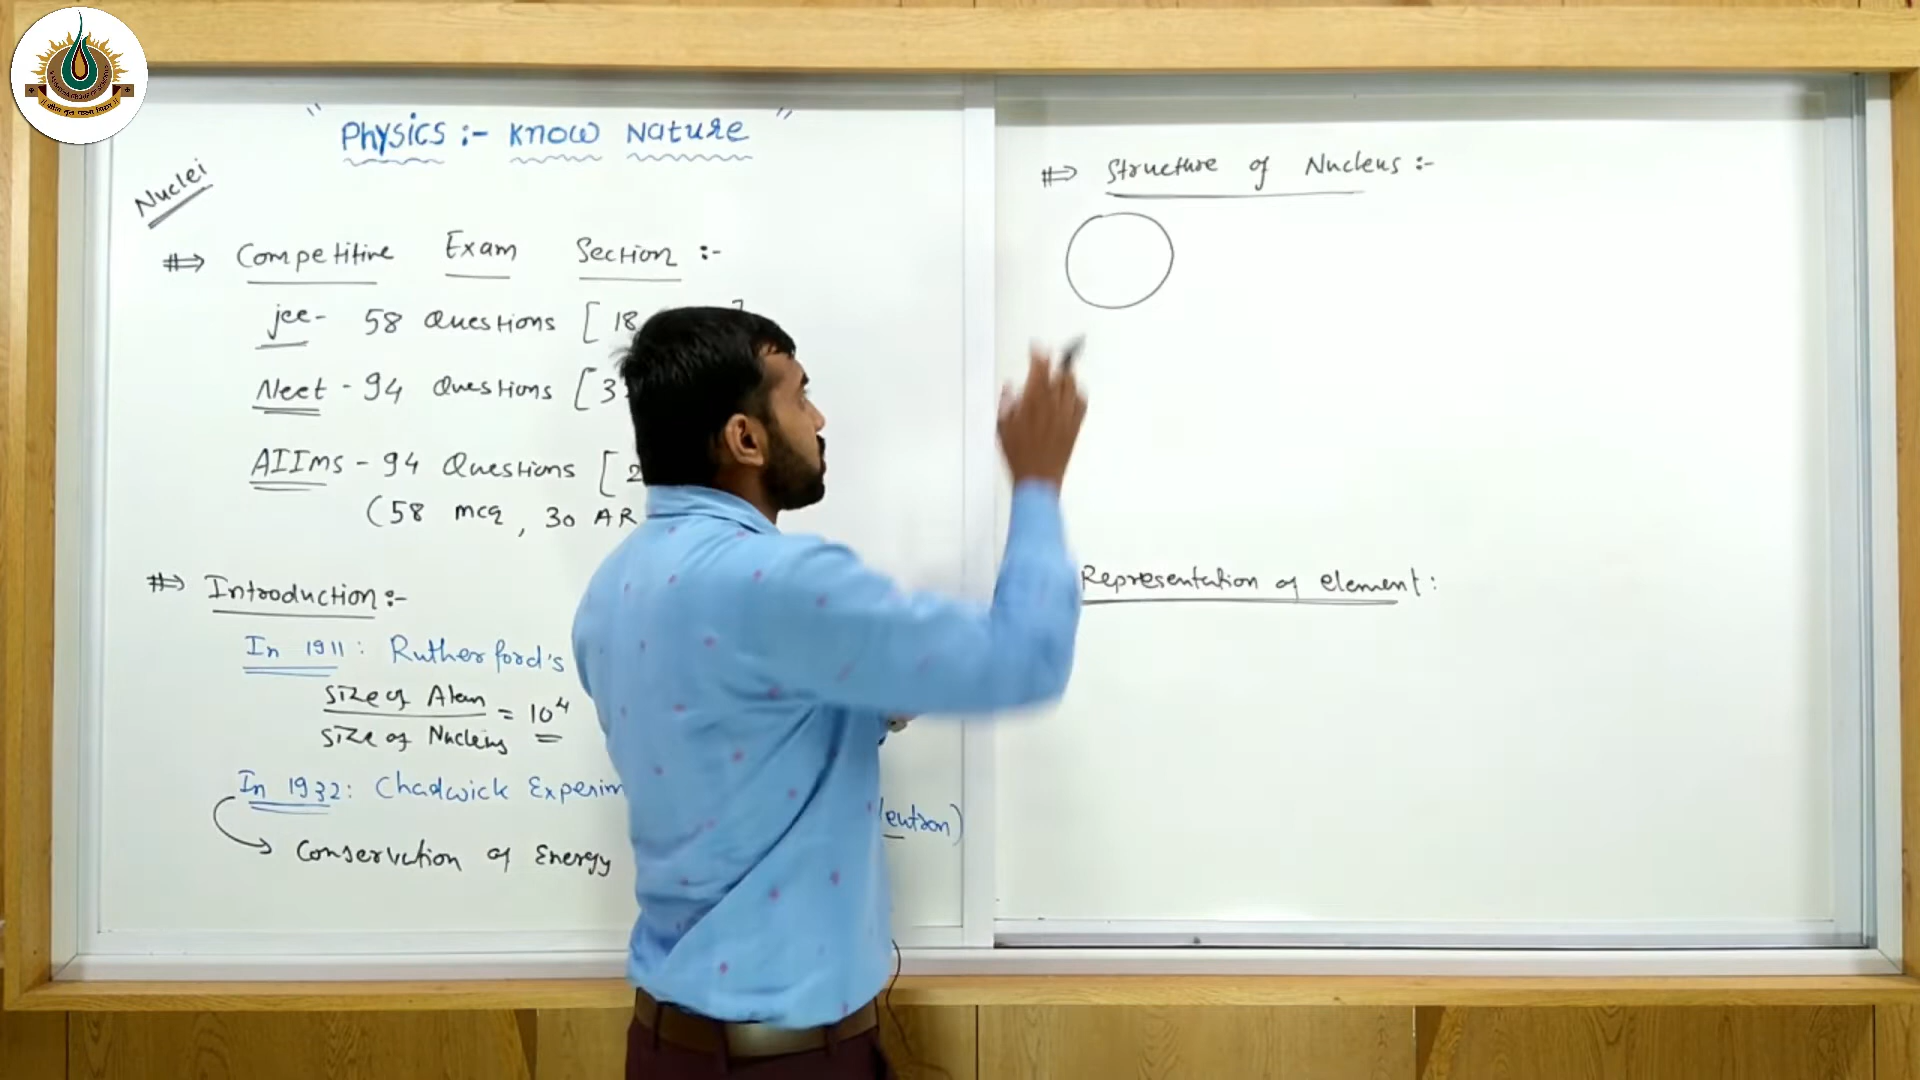 " Physics :- Know Nature "
Nuclei
⇒ Competitive Exam Section :-
jee - 58 Questions [ 18
Neet - 94 Questions [ 3
AIIMS - 94 Questions [ 2
(58 mcq, 30 AR
⇒ Introduction :-
In 1911 : Rutherford's
Size of Atom
= 10⁴
Size of Nucleus
In 1932 : Chadwick Experim
eutron)
Conservation of Energy
⇒ Structure of Nucleus :-
Representation of element :